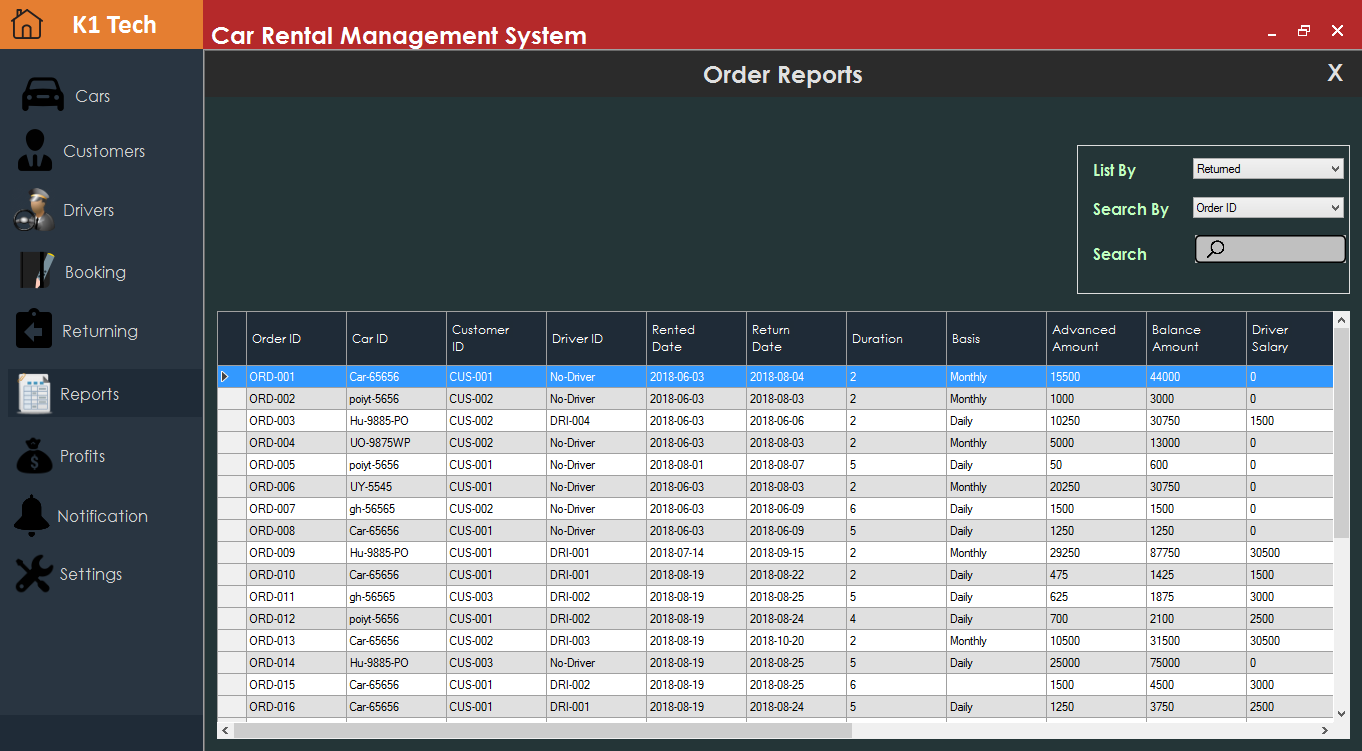 K1 Tech
Car Rental Management System
Order Reports X
Cars
Customers
Drivers
Booking
Returning
Reports
Profits
Notification
Settings
List By Returned
Search By Order ID
Search
Order ID Car ID Customer ID Driver ID Rented Date Return Date Duration Basis Advanced Amount Balance Amount Driver Salary
ORD-001 Car-65656 CUS-001 No-Driver 2018-06-03 2018-08-04 2 Monthly 15500 44000 0
ORD-002 poiyt-5656 CUS-002 No-Driver 2018-06-03 2018-08-03 2 Monthly 1000 3000 0
ORD-003 Hu-9885-PO CUS-002 DRI-004 2018-06-03 2018-06-06 2 Daily 10250 30750 1500
ORD-004 UO-9875WP CUS-002 No-Driver 2018-06-03 2018-08-03 2 Monthly 5000 13000 0
ORD-005 poiyt-5656 CUS-001 No-Driver 2018-08-01 2018-08-07 5 Daily 50 600 0
ORD-006 UY-5545 CUS-001 No-Driver 2018-06-03 2018-08-03 2 Monthly 20250 30750 0
ORD-007 gh-56565 CUS-002 No-Driver 2018-06-03 2018-06-09 6 Daily 1500 1500 0
ORD-008 Car-65656 CUS-001 No-Driver 2018-06-03 2018-06-09 5 Daily 1250 1250 0
ORD-009 Hu-9885-PO CUS-001 DRI-001 2018-07-14 2018-09-15 2 Monthly 29250 87750 30500
ORD-010 Car-65656 CUS-001 DRI-001 2018-08-19 2018-08-22 2 Daily 475 1425 1500
ORD-011 gh-56565 CUS-003 DRI-002 2018-08-19 2018-08-25 5 Daily 625 1875 3000
ORD-012 poiyt-5656 CUS-001 DRI-002 2018-08-19 2018-08-24 4 Daily 700 2100 2500
ORD-013 Car-65656 CUS-002 DRI-003 2018-08-19 2018-10-20 2 Monthly 10500 31500 30500
ORD-014 Hu-9885-PO CUS-003 No-Driver 2018-08-19 2018-08-25 5 Daily 25000 75000 0
ORD-015 Car-65656 CUS-001 DRI-002 2018-08-19 2018-08-25 6 1500 4500 3000
ORD-016 Car-65656 CUS-001 DRI-001 2018-08-19 2018-08-24 5 Daily 1250 3750 2500